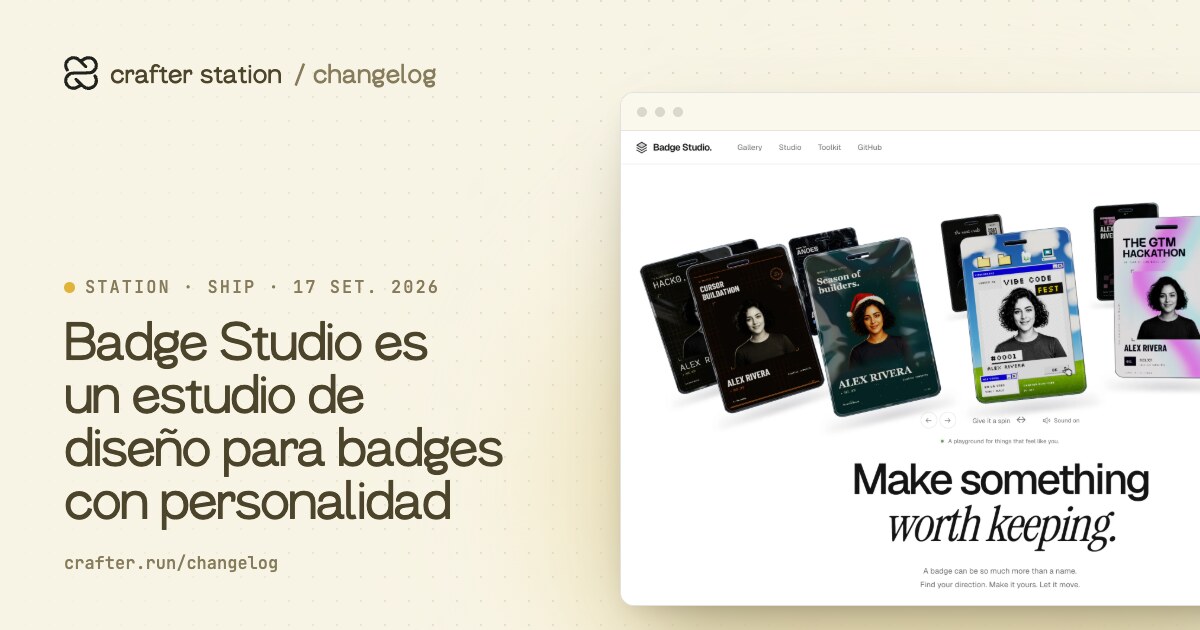 crafter station / changelog
STATION · SHIP · 17 SET. 2026
Badge Studio es
un estudio de
diseño para badges
con personalidad
crafter.run/changelog
Badge Studio.
Gallery
Studio
Toolkit
GitHub
CURSOR
BUILDATHON
ALEX RIVERA
Season of
builders.
ALEX RIVERA
VIBE CODE
FEST
#0001
ALEX RIVERA
THE GTM
HACKATHON
ALEX RIVERA
Give it a spin
Sound on
A playground for things that feel like you.
Make something
worth keeping.
A badge can be so much more than a name.
Find your direction. Make it yours. Let it move.